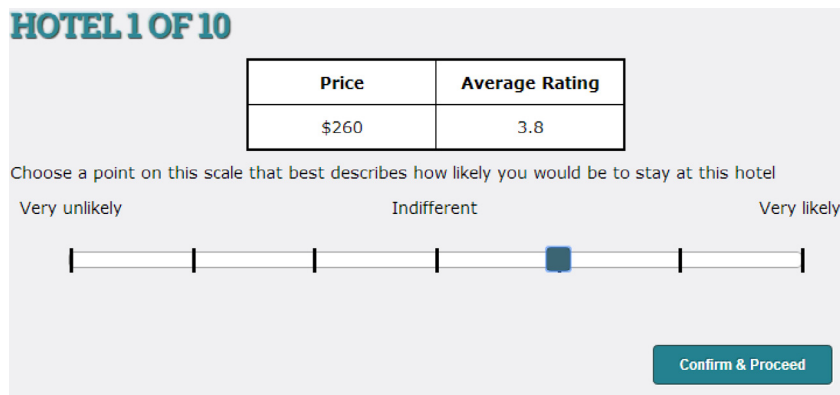 HOTEL 1 OF 10
Price Average Rating
$260 3.8
Choose a point on this scale that best describes how likely you would be to stay at this hotel
Very unlikely Indifferent Very likely
Confirm & Proceed